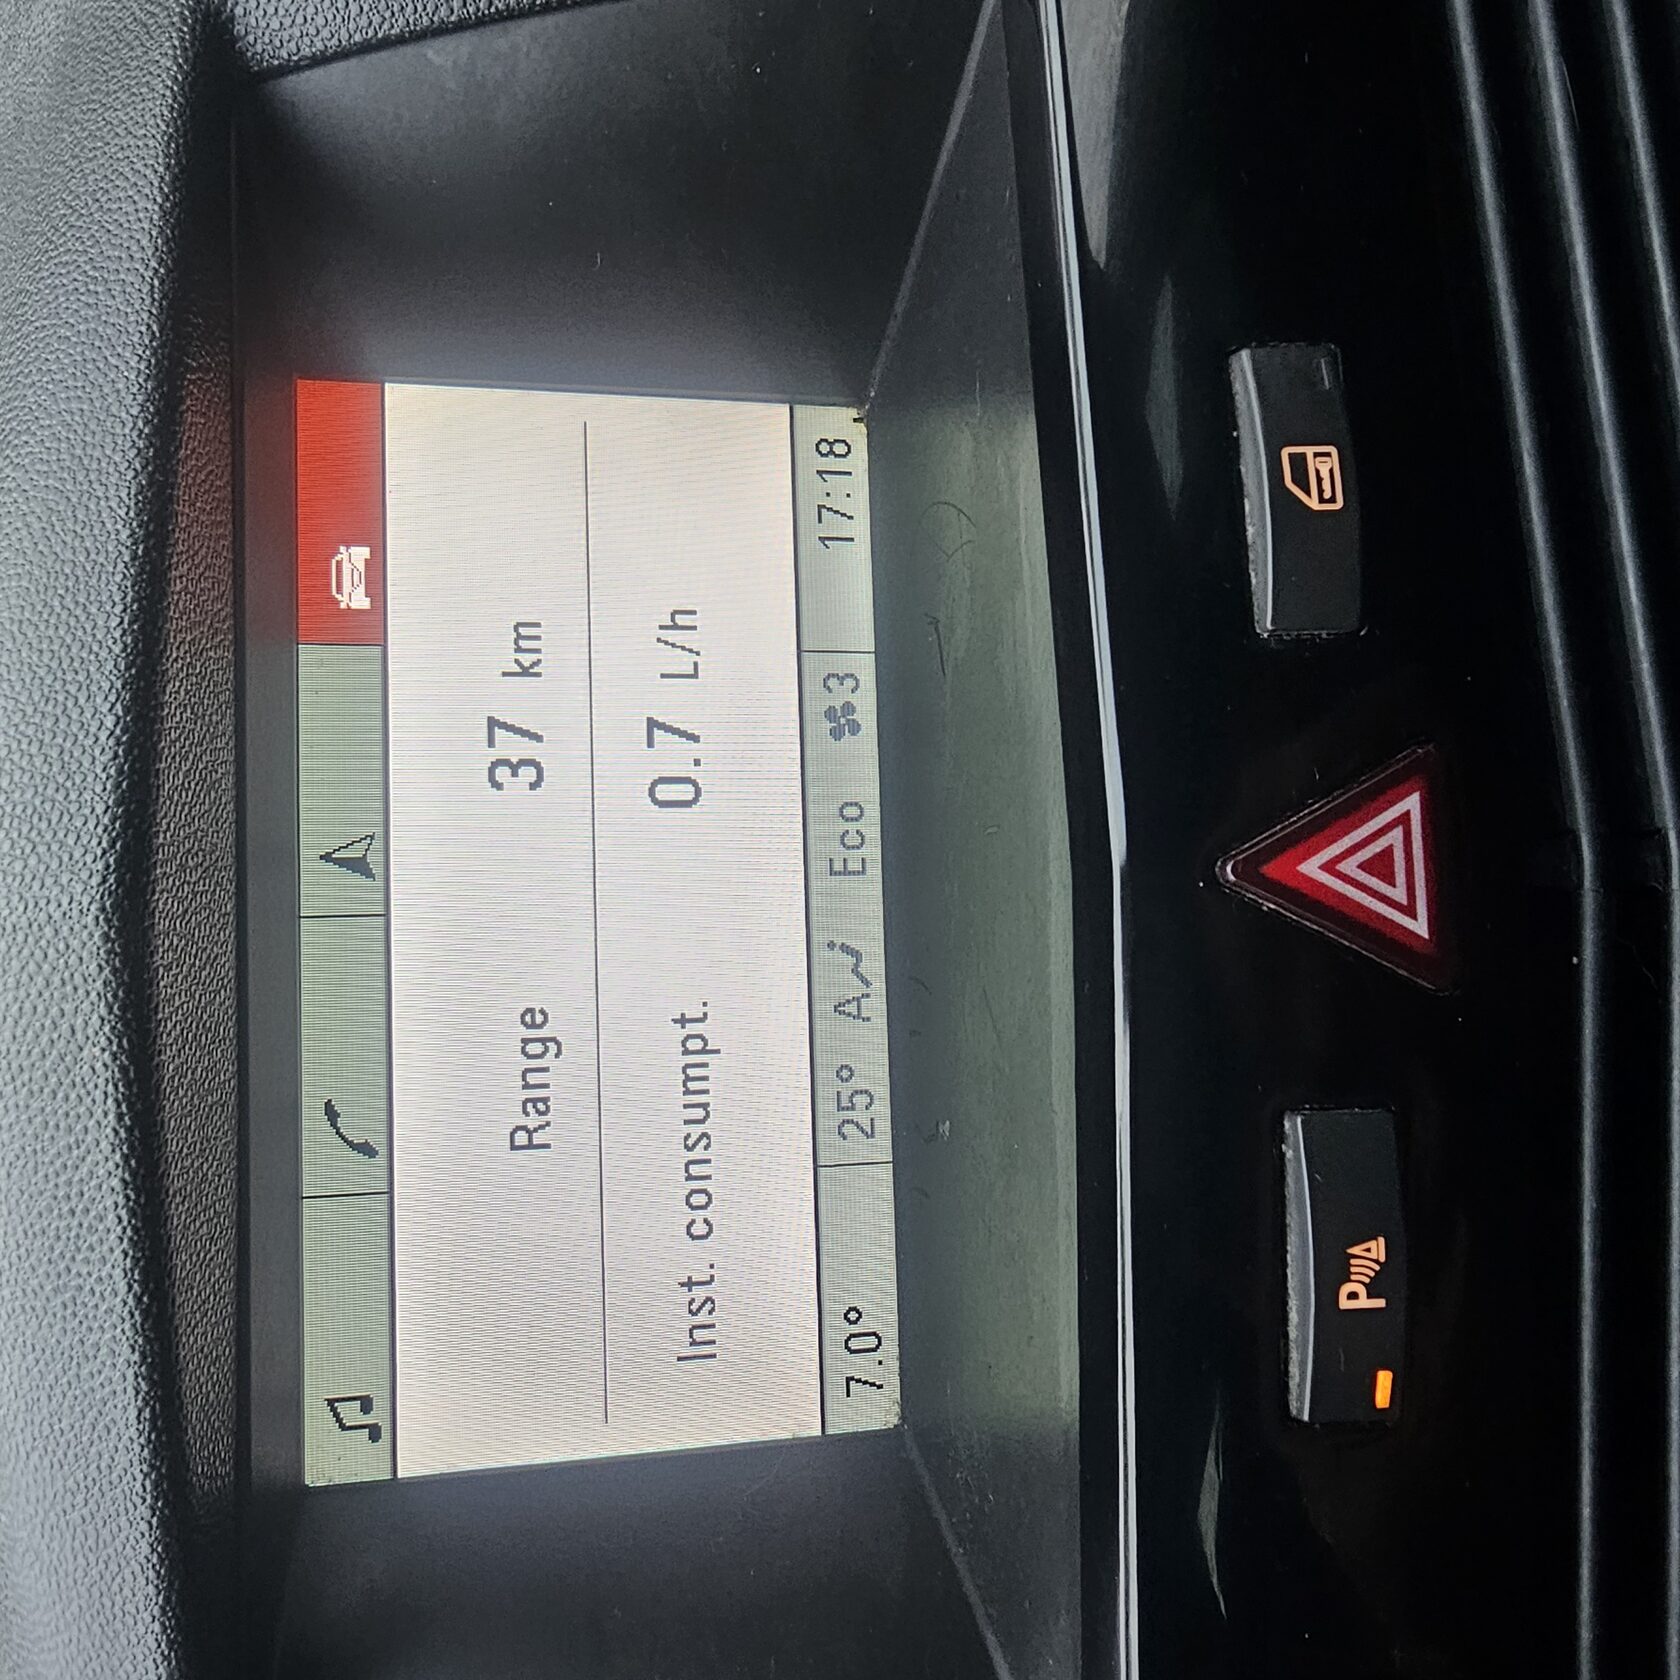 Range 37 km
Inst. consumpt. 0.7 L/h
7.0° 25° A Eco 3 17:18
P